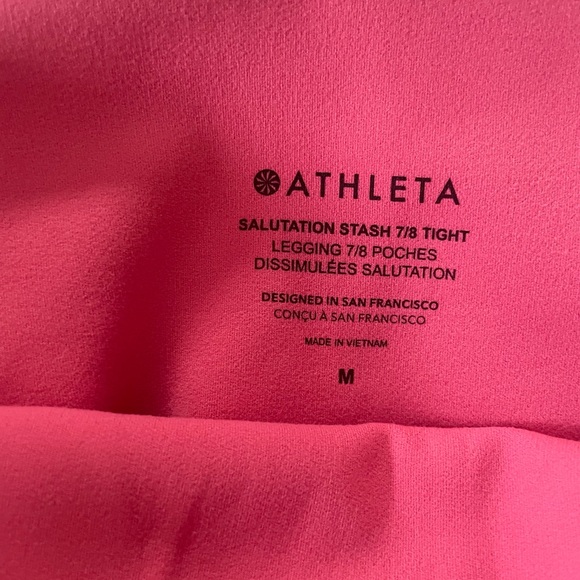 ATHLETA
SALUTATION STASH 7/8 TIGHT
LEGGING 7/8 POCHES
DISSIMULÉES SALUTATION
DESIGNED IN SAN FRANCISCO
CONÇU À SAN FRANCISCO
MADE IN VIETNAM
M